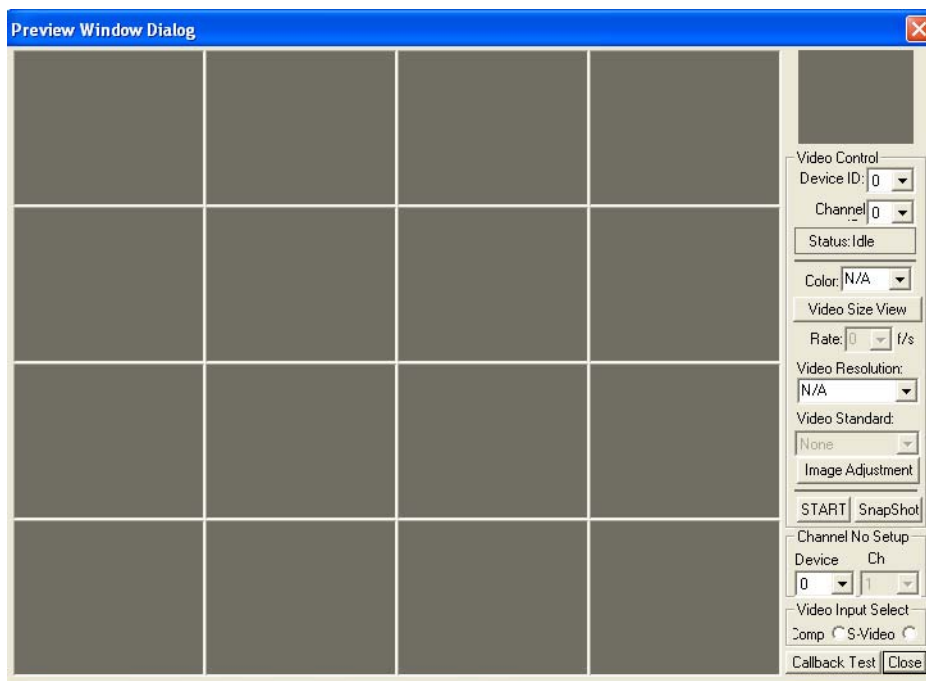 Preview Window Dialog
Video Control
Device ID: 0
Channel 0
Status: Idle
Color: N/A
Video Size View
Rate: 0 f/s
Video Resolution:
N/A
Video Standard:
None
Image Adjustment
START SnapShot
Channel No Setup
Device Ch
0 1
Video Input Select
Comp S-Video
Callback Test Close